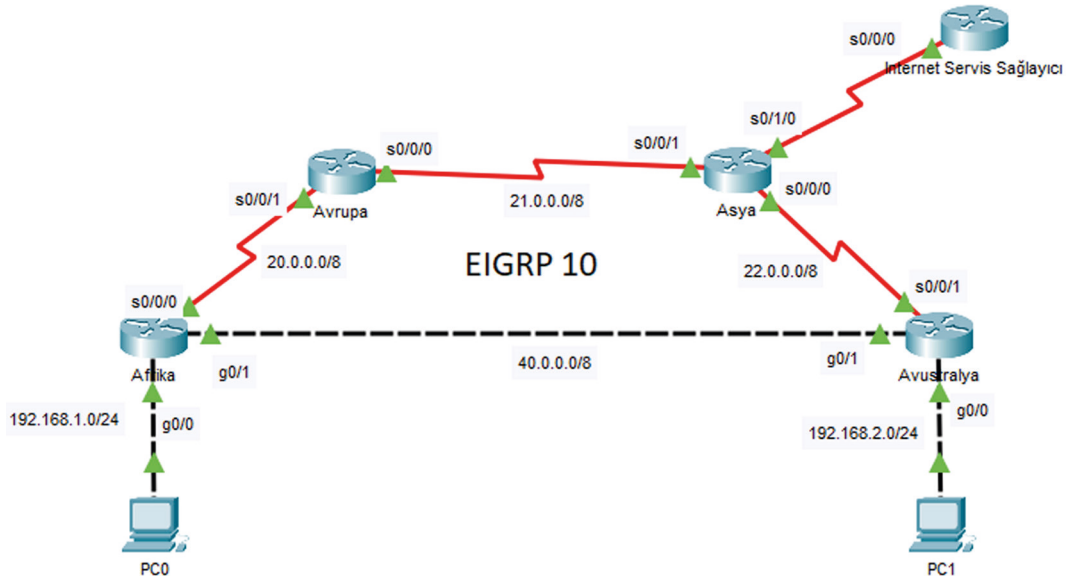 s0/0/0
Internet Servis Sağlayıcı
s0/1/0
s0/0/0
s0/0/1
s0/0/0
s0/0/1
Avrupa
21.0.0.0/8
Asya
20.0.0.0/8
EIGRP 10
22.0.0.0/8
s0/0/0
s0/0/1
Afrika
g0/1
40.0.0.0/8
g0/1
Avustralya
192.168.1.0/24
g0/0
192.168.2.0/24
g0/0
PC0
PC1